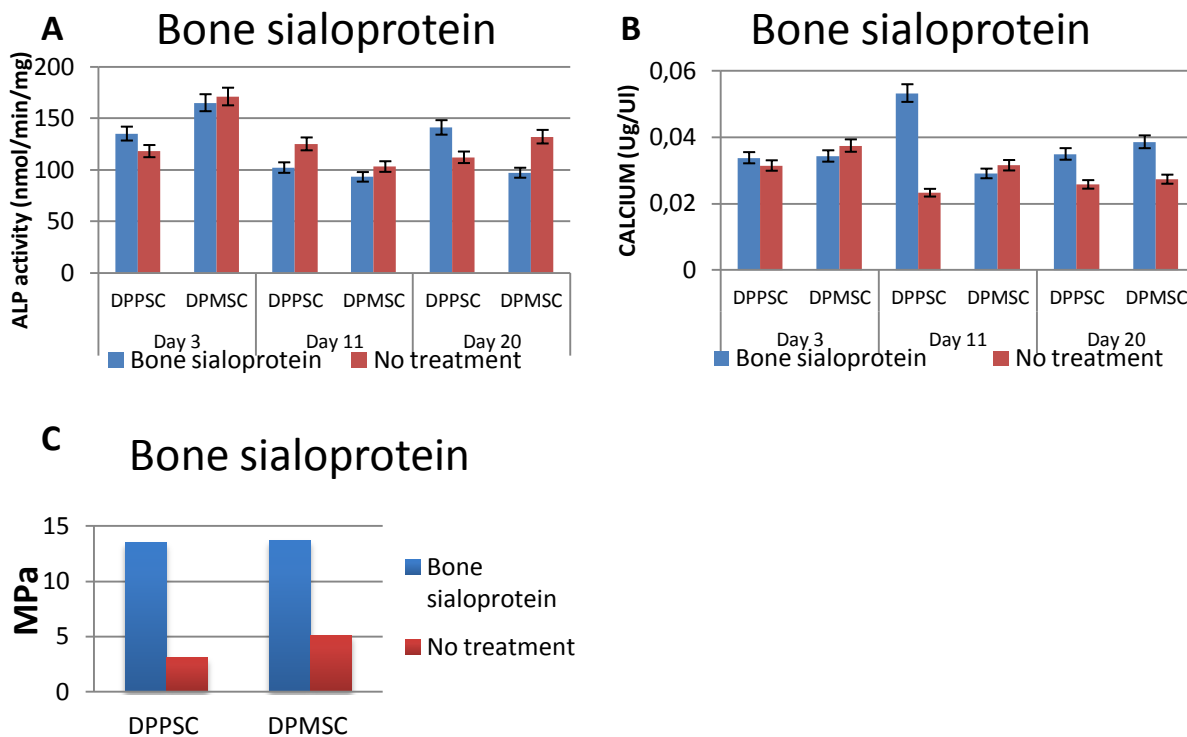 A
Bone sialoprotein
ALP activity (nmol/min/mg)
200
150
100
50
0
DPPSC DPMSC DPPSC DPMSC DPPSC DPMSC
Day 3 Day 11 Day 20
Bone sialoprotein No treatment
B
Bone sialoprotein
CALCIUM (Ug/Ul)
0,06
0,04
0,02
0
DPPSC DPMSC DPPSC DPMSC DPPSC DPMSC
Day 3 Day 11 Day 20
Bone sialoprotein No treatment
C
Bone sialoprotein
MPa
15
10
5
0
DPPSC DPMSC
Bone
sialoprotein
No treatment